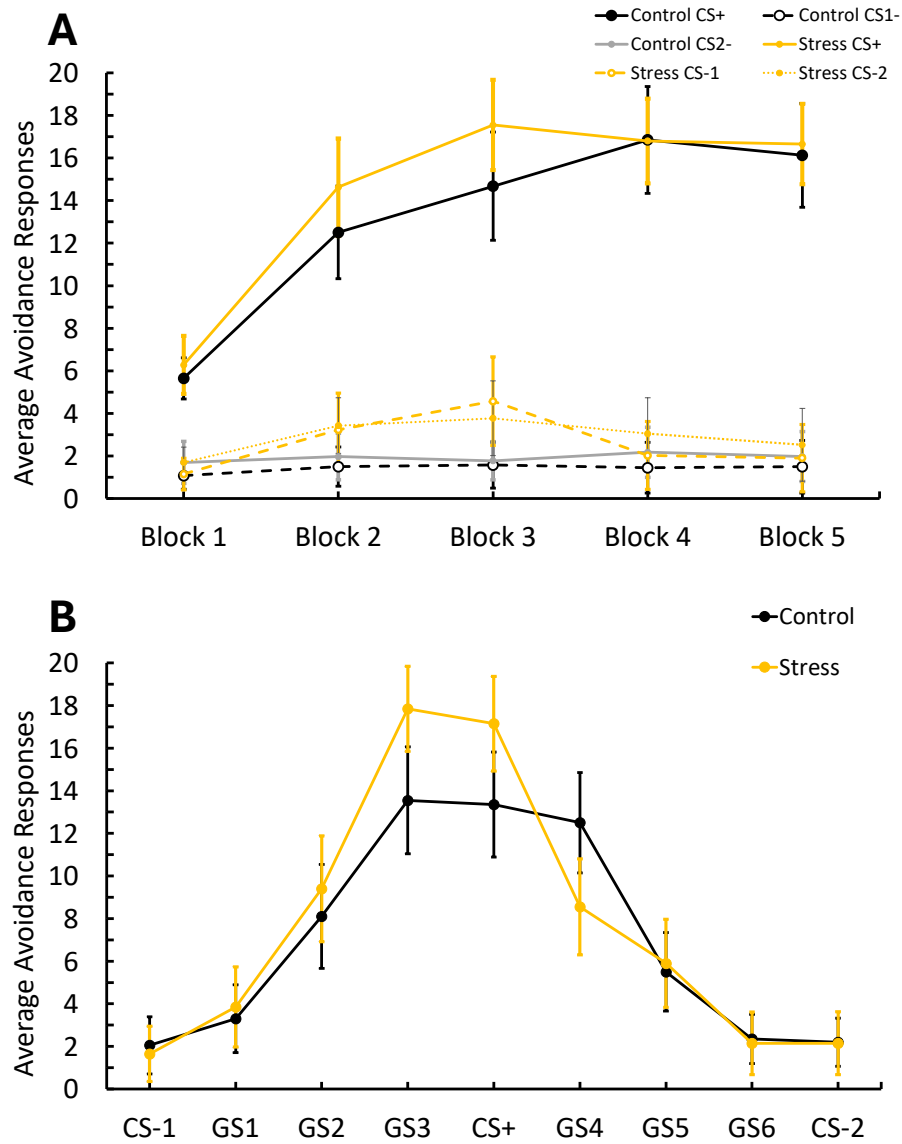 A
Control CS+ Control CS1-
Control CS2- Stress CS+
Stress CS-1 Stress CS-2
Average Avoidance Responses
20
18
16
14
12
10
8
6
4
2
0
Block 1 Block 2 Block 3 Block 4 Block 5
B
Control
Stress
Average Avoidance Responses
20
18
16
14
12
10
8
6
4
2
0
CS-1 GS1 GS2 GS3 CS+ GS4 GS5 GS6 CS-2